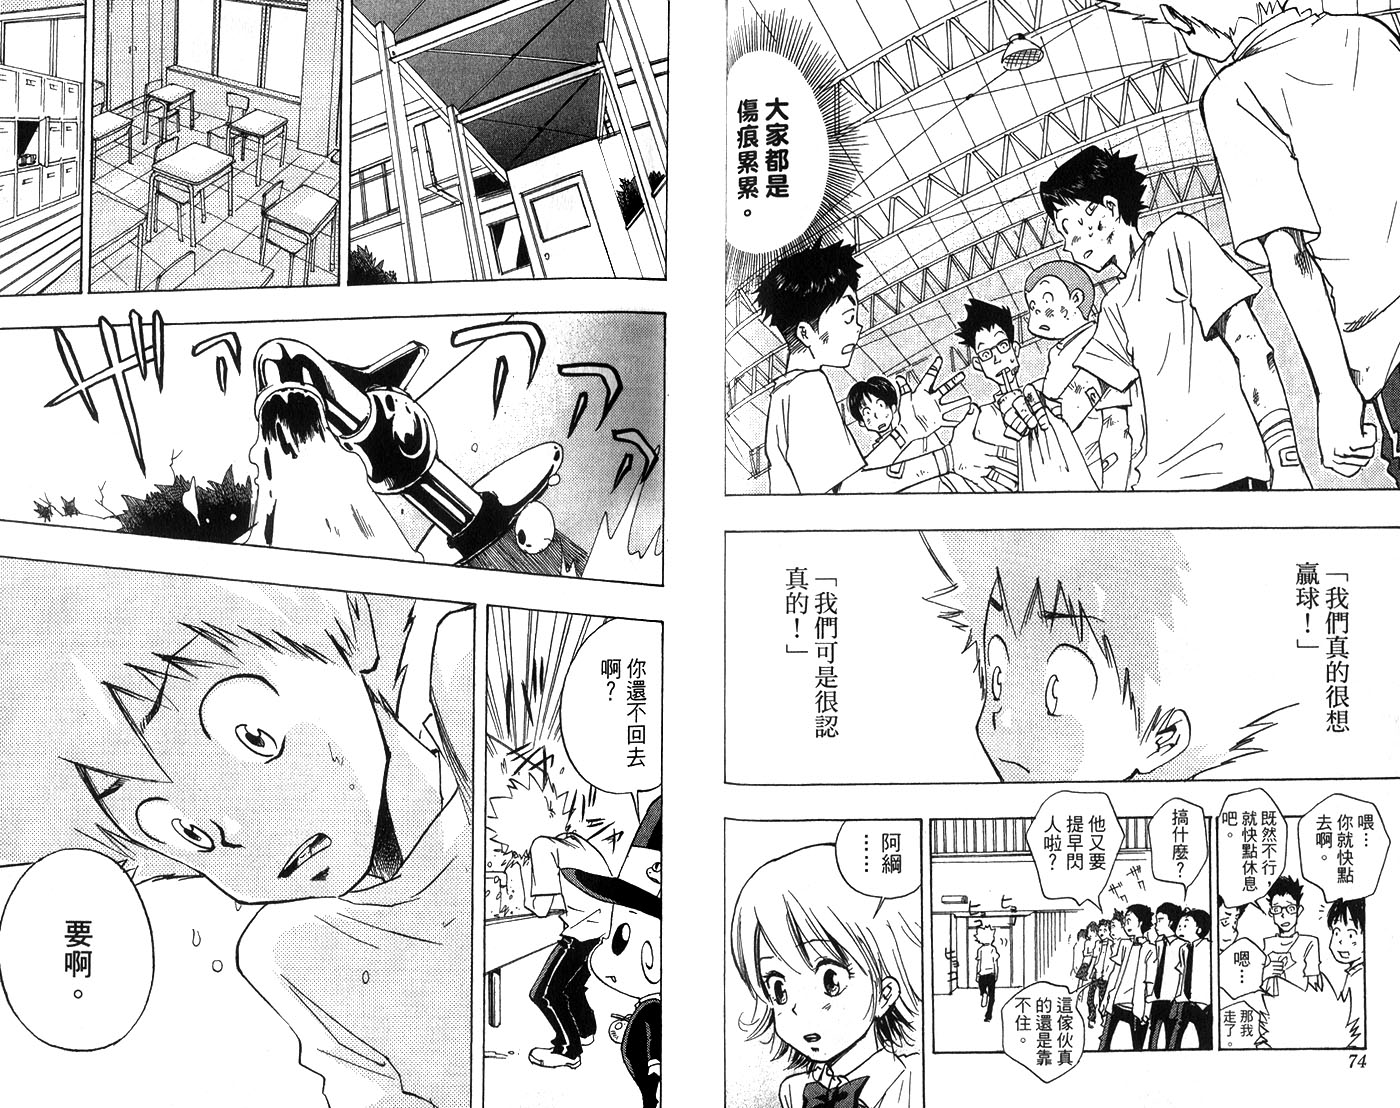 大家都是
傷痕累累。
「我們真的很想
贏球！」
「我們可是很認
真的！」
喂…
你就快點
去啊。
既然不行
就快點休息
吧。
嗯…
那我
走了。
搞什麼？
他又要
提早閃
人啦？
這傢伙真
的還是靠
不住。
阿綱
……
74
你還不回去
啊？
要啊。